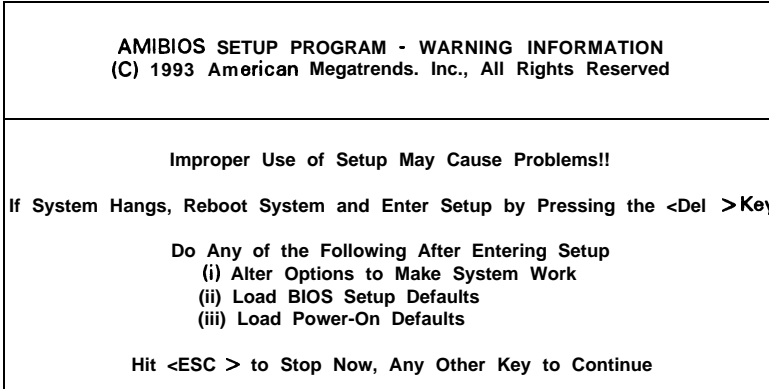 AMIBIOS SETUP PROGRAM - WARNING INFORMATION
(C) 1993 American Megatrends. Inc., All Rights Reserved
Improper Use of Setup May Cause Problems!!
If System Hangs, Reboot System and Enter Setup by Pressing the <Del > Key
Do Any of the Following After Entering Setup
(i) Alter Options to Make System Work
(ii) Load BIOS Setup Defaults
(iii) Load Power-On Defaults
Hit <ESC > to Stop Now, Any Other Key to Continue